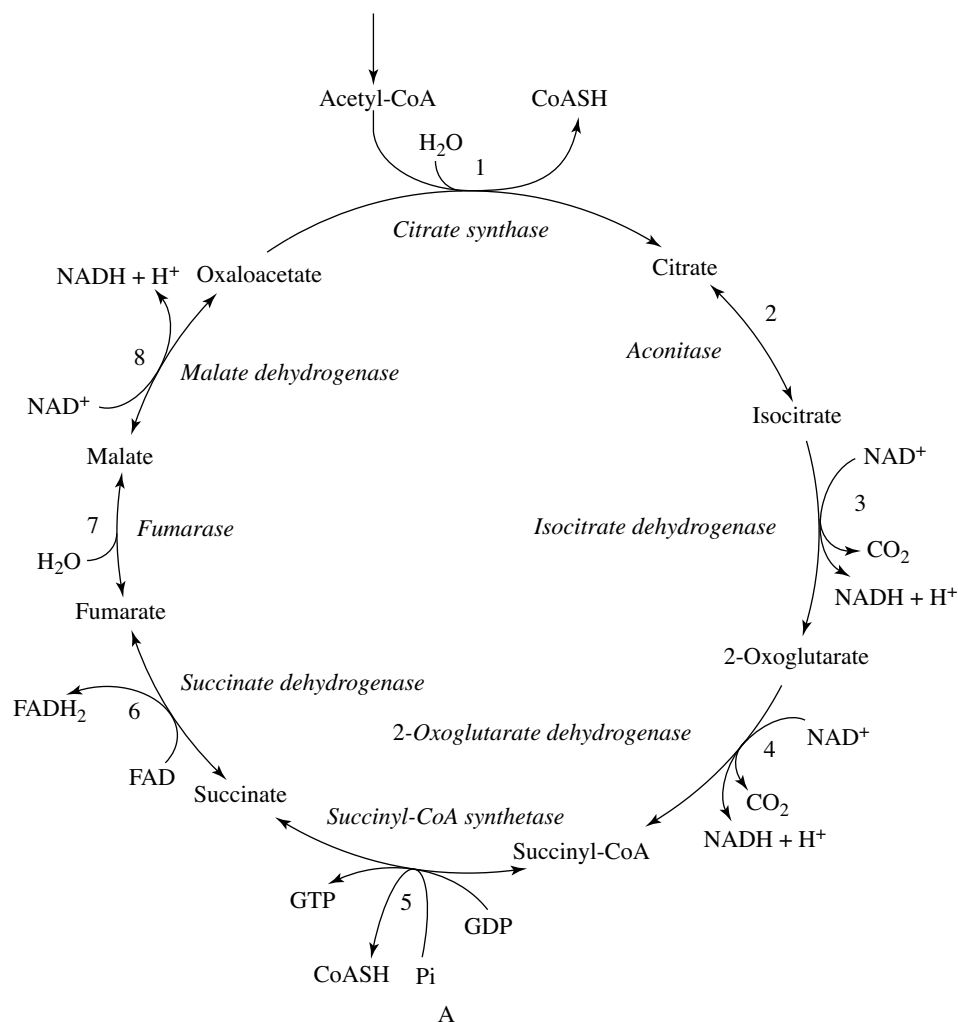 Acetyl-CoA
CoASH
H₂O
1
Citrate synthase
Oxaloacetate
Citrate
NADH + H⁺
2
Aconitase
8
Malate dehydrogenase
NAD⁺
Isocitrate
Malate
NAD⁺
3
7
Fumarase
Isocitrate dehydrogenase
H₂O
CO₂
NADH + H⁺
Fumarate
2-Oxoglutarate
Succinate dehydrogenase
FADH₂
6
2-Oxoglutarate dehydrogenase
NAD⁺
4
FAD
Succinate
CO₂
Succinyl-CoA synthetase
NADH + H⁺
Succinyl-CoA
GTP
5
GDP
CoASH
Pi
A